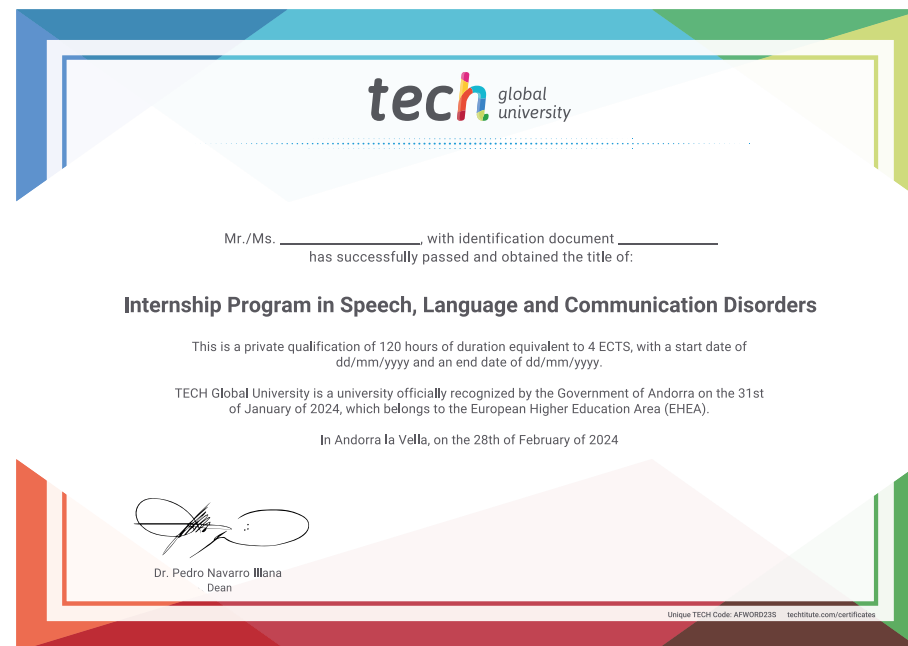 tech global university
Mr./Ms. ____________________, with identification document ______________
has successfully passed and obtained the title of:
Internship Program in Speech, Language and Communication Disorders
This is a private qualification of 120 hours of duration equivalent to 4 ECTS, with a start date of
dd/mm/yyyy and an end date of dd/mm/yyyy.
TECH Global University is a university officially recognized by the Government of Andorra on the 31st
of January of 2024, which belongs to the European Higher Education Area (EHEA).
In Andorra la Vella, on the 28th of February of 2024
Dr. Pedro Navarro Illana
Dean
Unique TECH Code: AFWORD23S techtitute.com/certificates